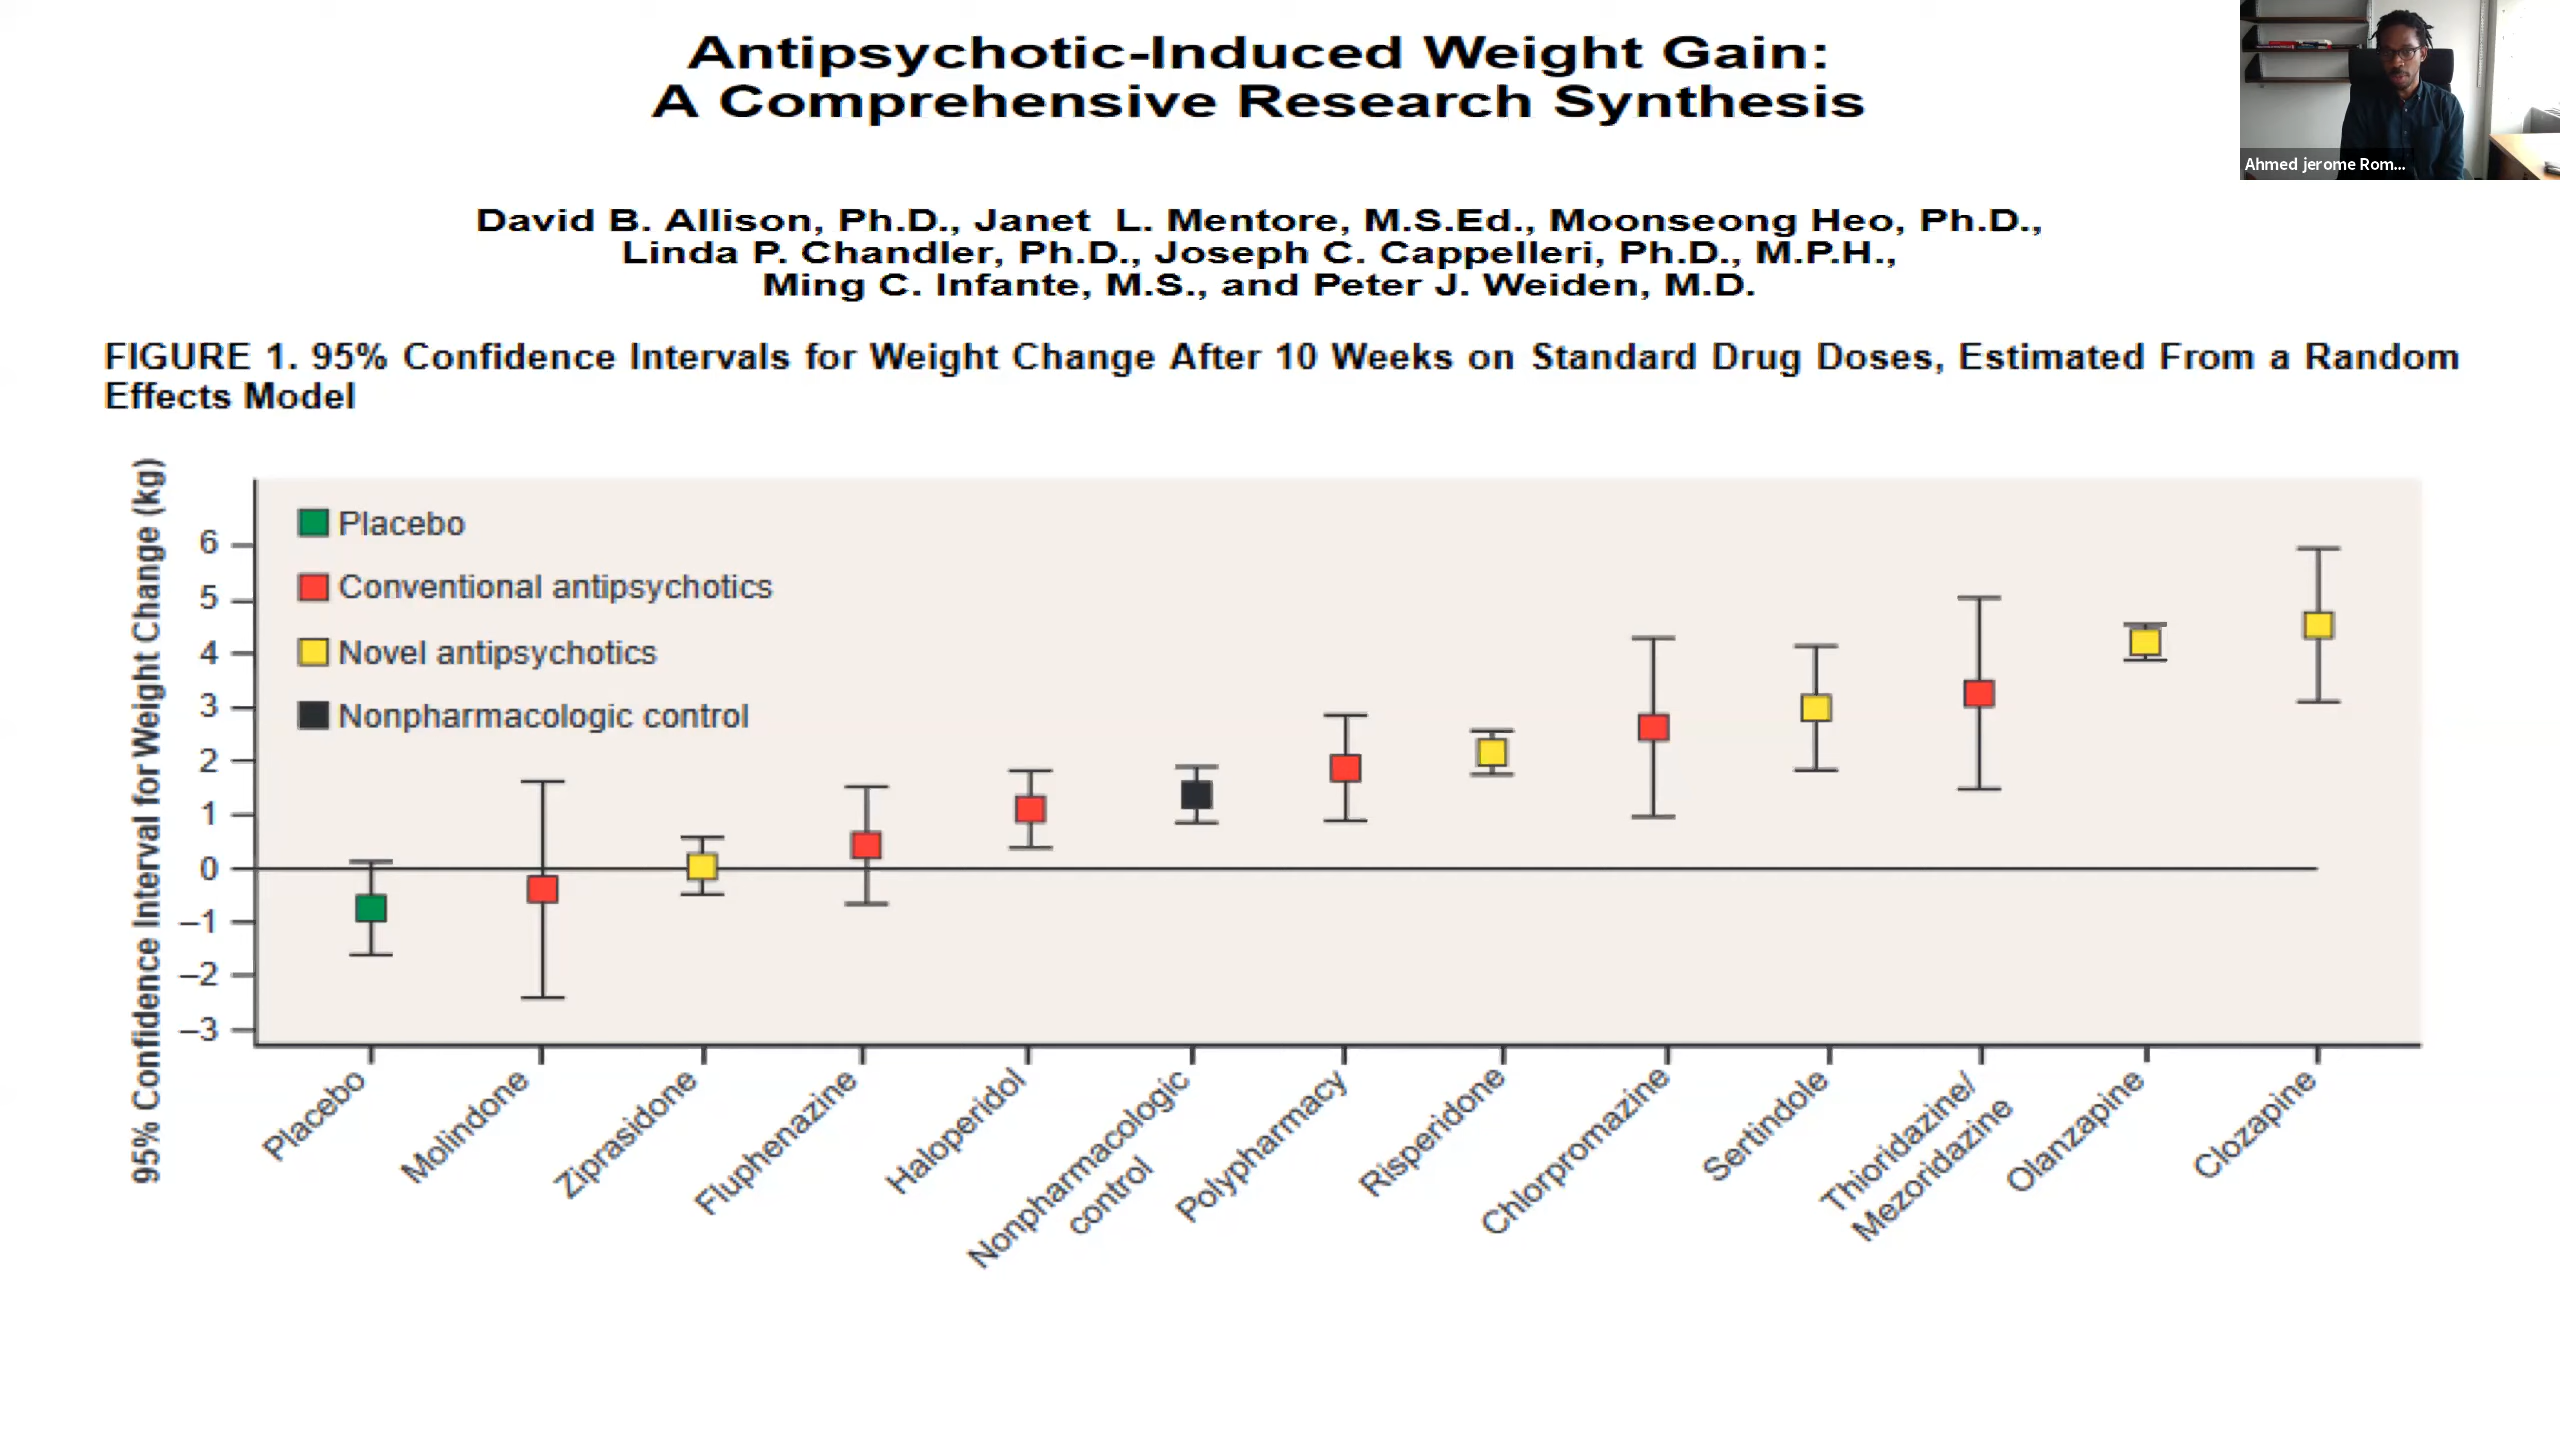 Antipsychotic-Induced Weight Gain:
A Comprehensive Research Synthesis
Ahmed jerome Rom...
David B. Allison, Ph.D., Janet L. Mentore, M.S.Ed., Moonseong Heo, Ph.D.,
Linda P. Chandler, Ph.D., Joseph C. Cappelleri, Ph.D., M.P.H.,
Ming C. Infante, M.S., and Peter J. Weiden, M.D.
FIGURE 1. 95% Confidence Intervals for Weight Change After 10 Weeks on Standard Drug Doses, Estimated From a Random
Effects Model
95% Confidence Interval for Weight Change (kg)
6
5
4
3
2
1
0
–1
–2
–3
Placebo
Conventional antipsychotics
Novel antipsychotics
Nonpharmacologic control
Placebo
Molindone
Ziprasidone
Fluphenazine
Haloperidol
Nonpharmacologic
control
Polypharmacy
Risperidone
Chlorpromazine
Sertindole
Thioridazine/
Mezoridazine
Olanzapine
Clozapine